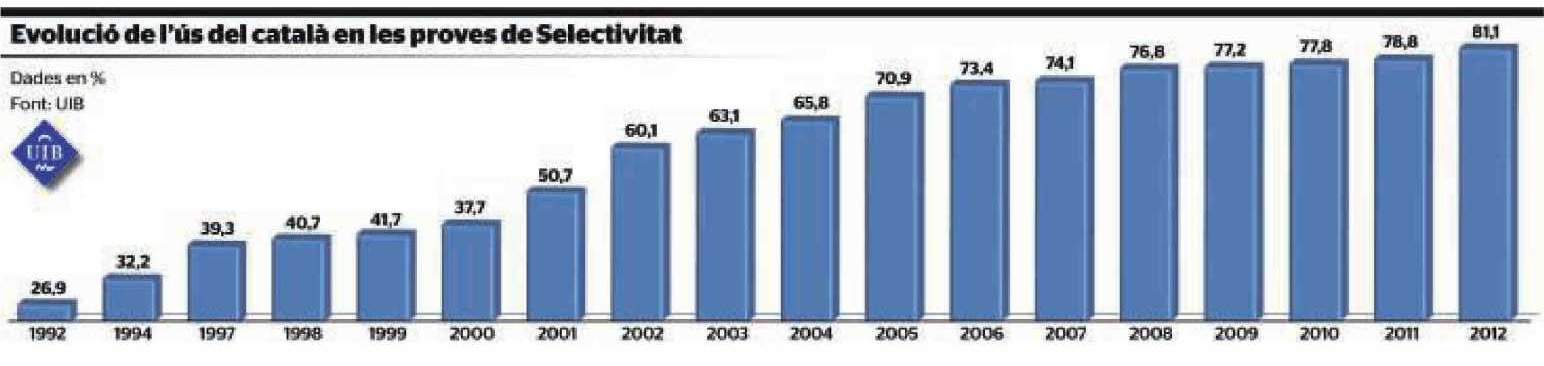 Evolució de l'ús del català en les proves de Selectivitat
Dades en %
Font: UIB
UIB
26,9 32,2 39,3 40,7 41,7 37,7 50,7 60,1 63,1 65,8 70,9 73,4 74,1 76,8 77,2 77,8 78,8 81,1
1992 1994 1997 1998 1999 2000 2001 2002 2003 2004 2005 2006 2007 2008 2009 2010 2011 2012